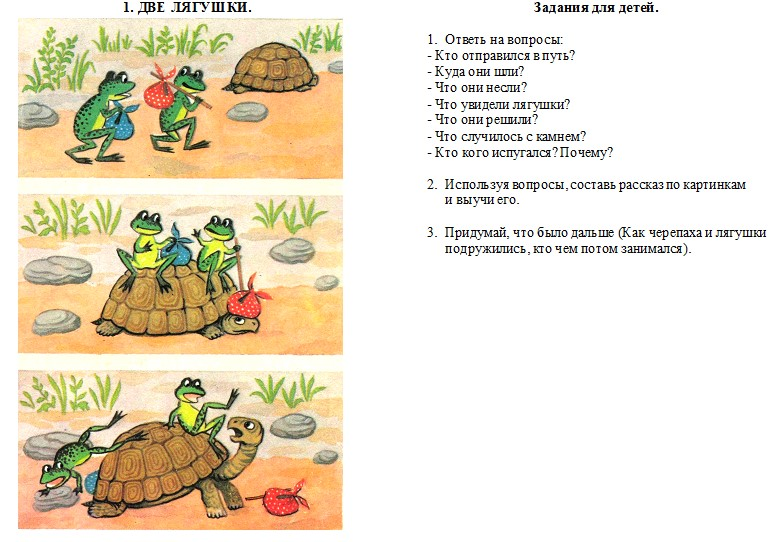 1. ДВЕ ЛЯГУШКИ.
Задания для детей.
1. Ответь на вопросы:
- Кто отправился в путь?
- Куда они шли?
- Что они несли?
- Что увидели лягушки?
- Что они решили?
- Что случилось с камнем?
- Кто кого испугался? Почему?
2. Используя вопросы, составь рассказ по картинкам
и выучи его.
3. Придумай, что было дальше (Как черепаха и лягушки
подружились, кто чем потом занимался).